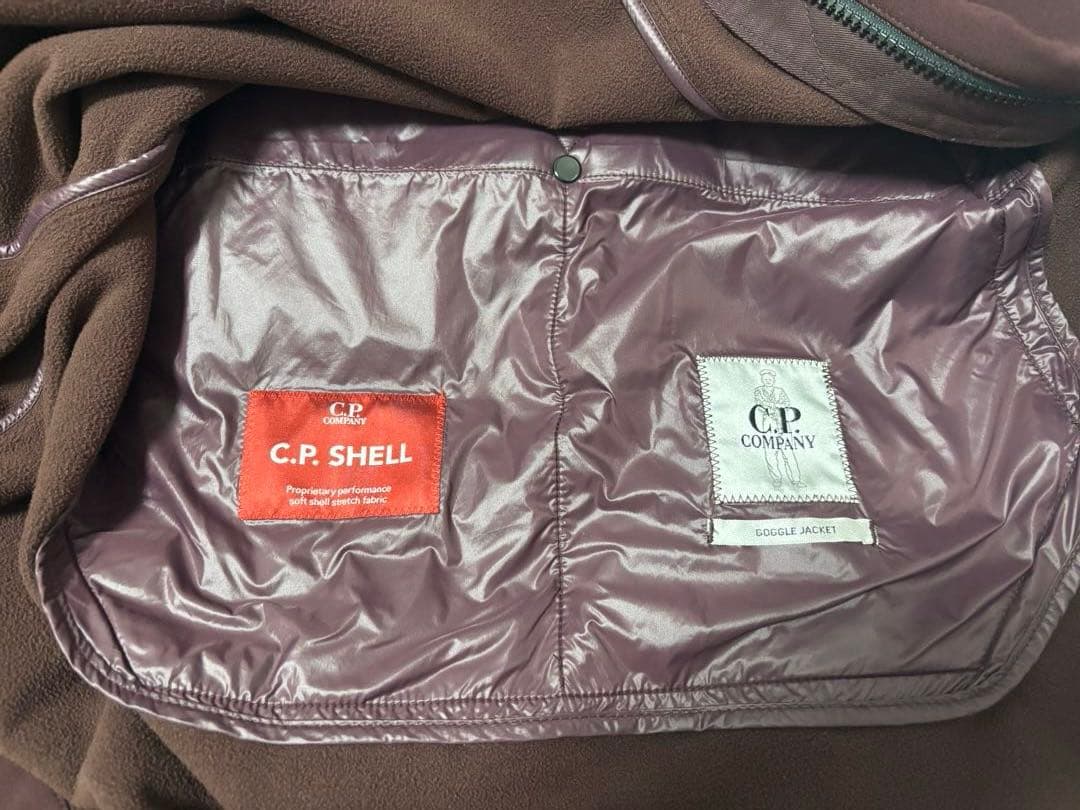 C.P.
COMPANY
C.P. SHELL
Proprietary performance
soft shell stretch fabric
C.P.
COMPANY
GOGGLE JACKET